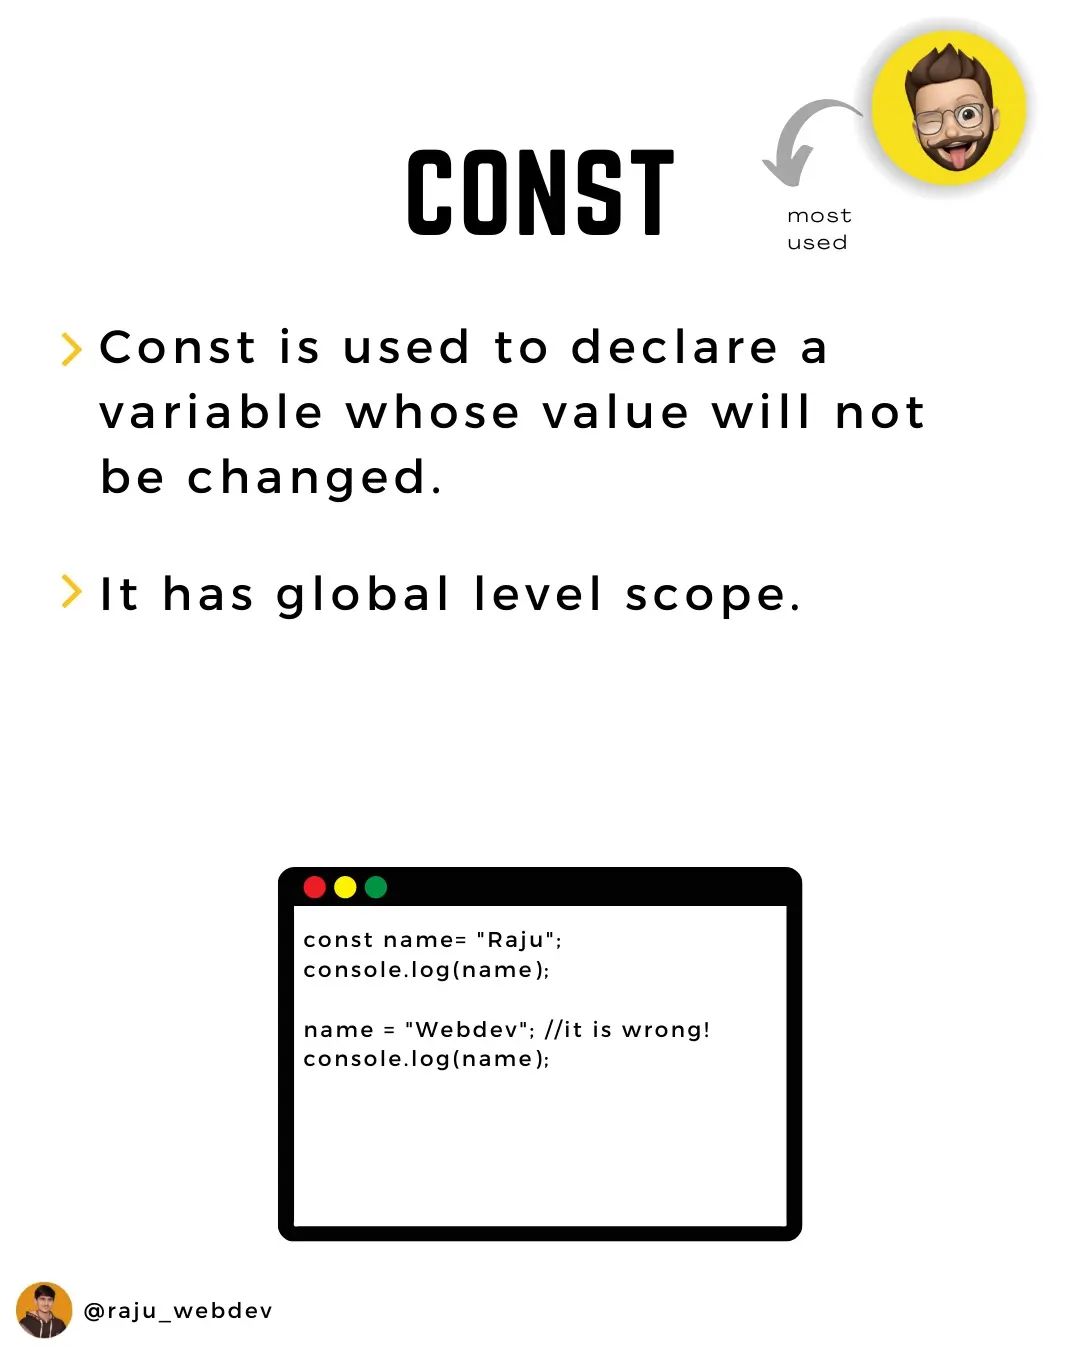 CONST
most
used
Const is used to declare a
variable whose value will not
be changed.
It has global level scope.
const name= "Raju";
console.log(name);
name = "Webdev"; //it is wrong!
console.log(name);
@raju_webdev